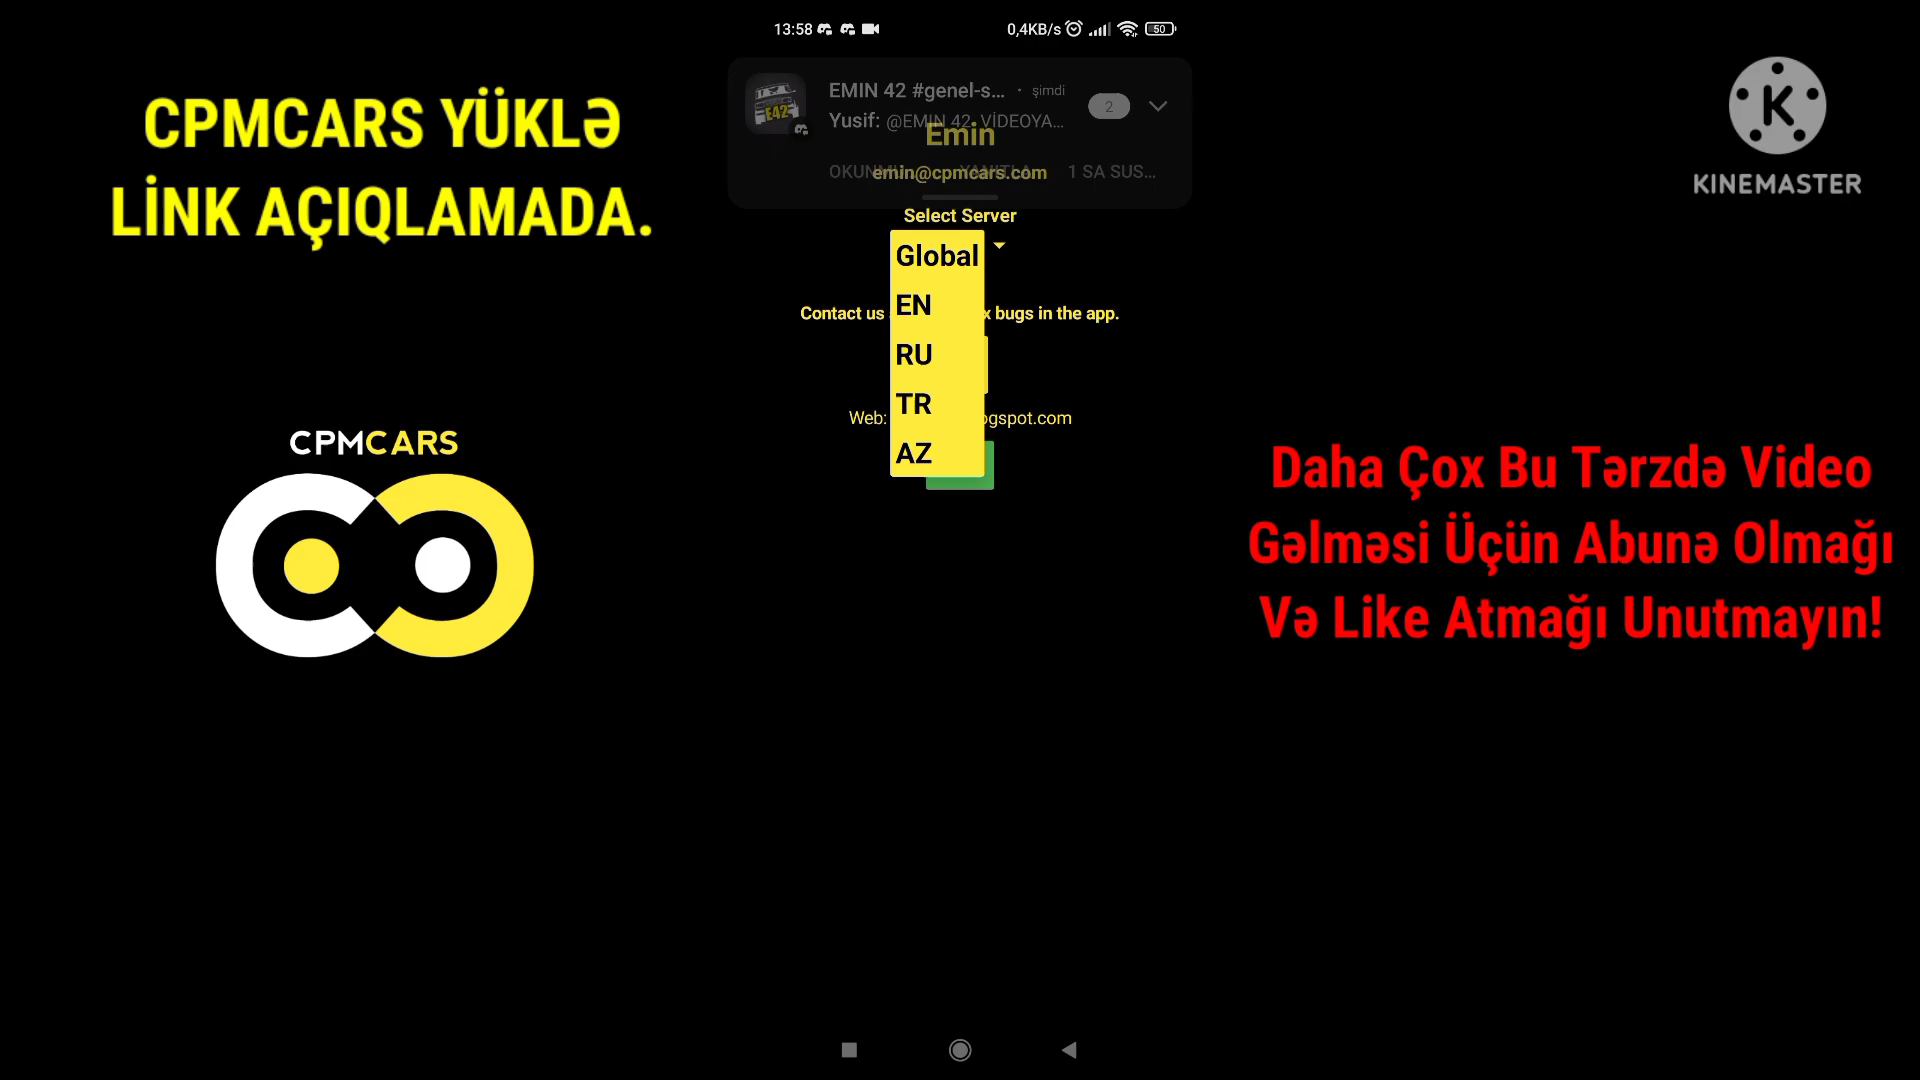 CPMCARS YÜKLƏ
LİNK AÇIQLAMADA.
CPMCARS
13:58
0,4KB/s
50
EMIN 42 #genel-s... • şimdi
2
Yusif: @EMIN 42 VİDEOYA...
Emin
1 SA SUS...
emin@cpmcars.com
Select Server
Global
EN
RU
TR
AZ
Contact us
bugs in the app.
Web:
E42
K
KINEMASTER
Daha Çox Bu Tərzdə Video
Gəlməsi Üçün Abunə Olmağı
Və Like Atmağı Unutmayın!